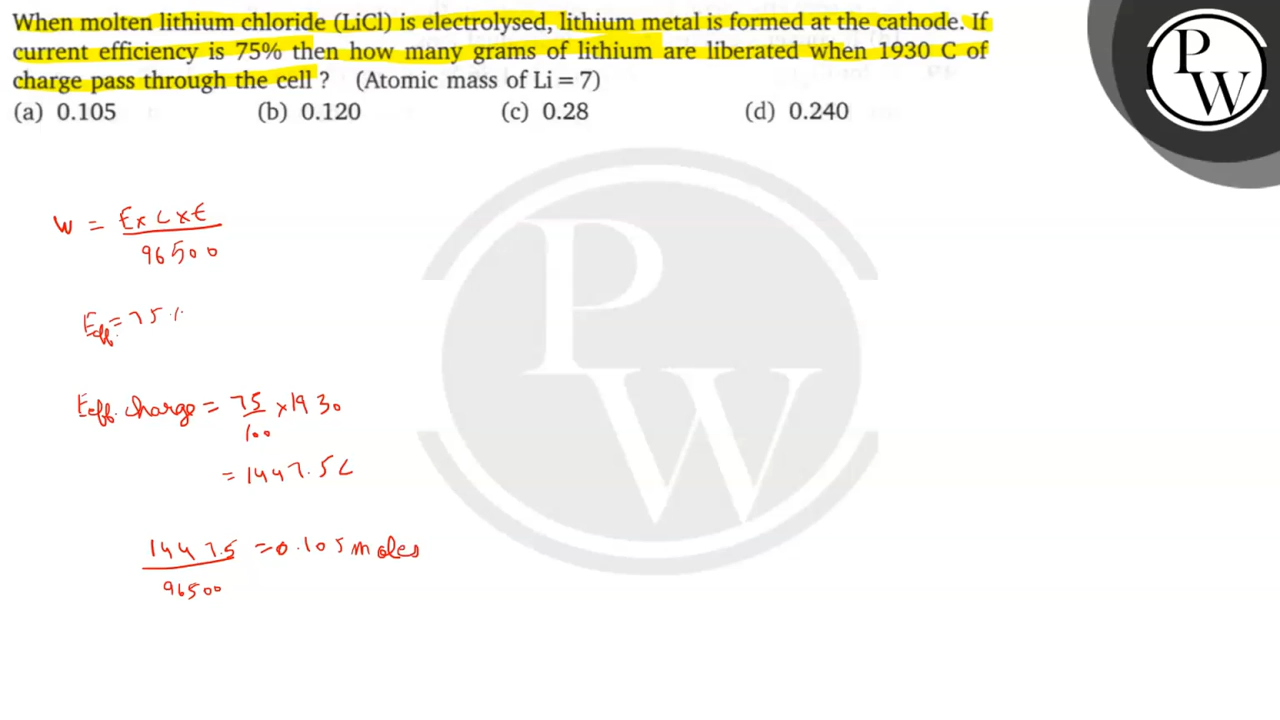 When molten lithium chloride (LiCl) is electrolysed, lithium metal is formed at the cathode. If
current efficiency is 75% then how many grams of lithium are liberated when 1930 C of
charge pass through the cell ? (Atomic mass of Li = 7)
(a) 0.105 (b) 0.120 (c) 0.28 (d) 0.240
P
W
W = E × C × E
96500
Eff. = 75%
Eeff. charge = 75 × 1930
100
= 1447.5 C
1447.5 = 0.105 moles
96500
P
W